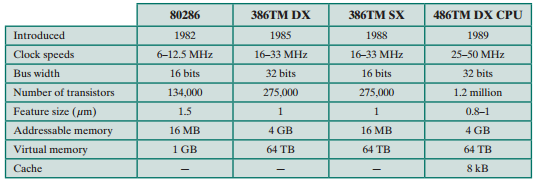 80286 386TM DX 386TM SX 486TM DX CPU
Introduced 1982 1985 1988 1989
Clock speeds 6–12.5 MHz 16–33 MHz 16–33 MHz 25–50 MHz
Bus width 16 bits 32 bits 16 bits 32 bits
Number of transistors 134,000 275,000 275,000 1.2 million
Feature size (μm) 1.5 1 1 0.8–1
Addressable memory 16 MB 4 GB 16 MB 4 GB
Virtual memory 1 GB 64 TB 64 TB 64 TB
Cache — — — 8 kB